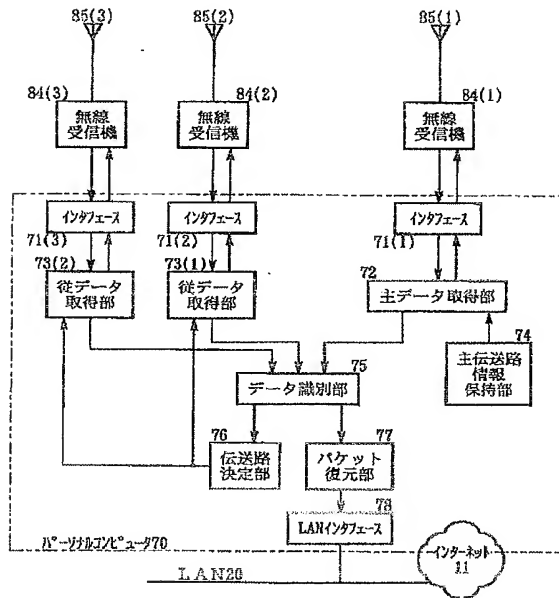 85(3)
85(2)
85(1)
84(3)
84(2)
84(1)
無線
受信機
無線
受信機
無線
受信機
インタフェース
インタフェース
インタフェース
71(3)
71(2)
71(1)
73(2)
73(1)
72
従データ
取得部
従データ
取得部
主データ取得部
74
主伝送路
情報
保持部
75
データ識別部
76
77
伝送路
決定部
パケット
復元部
78
LANインタフェース
パーソナルコンピュータ70
インターネット
11
LAN20